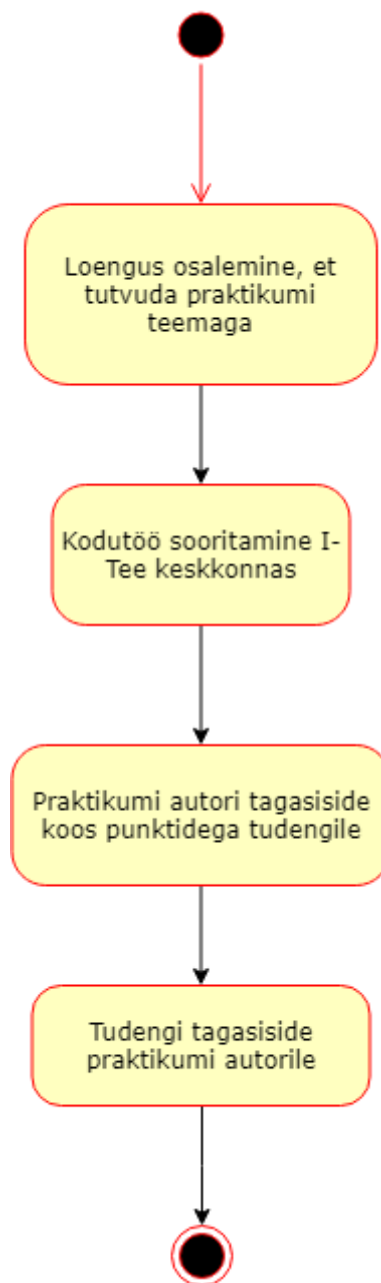 Loengus osalemine, et
tutvuda praktikumi
teemaga
Kodutöö sooritamine I-
Tee keskkonnas
Praktikumi autori tagasiside
koos punktidega tudengile
Tudengi tagasiside
praktikumi autorile